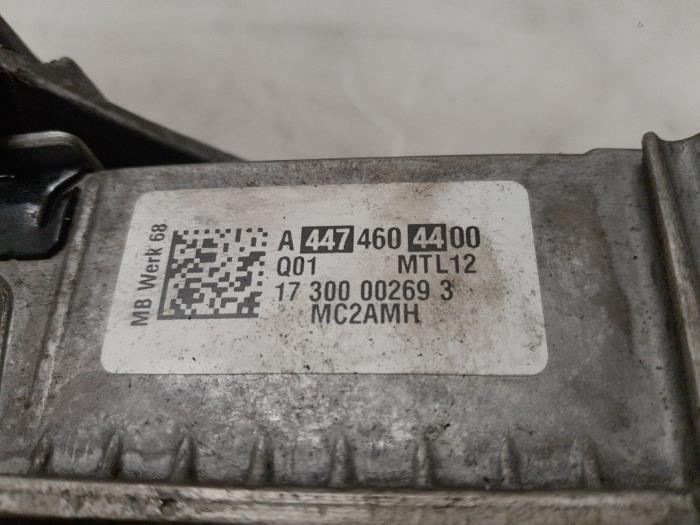 MB Werk 68
A 447 460 44 00
Q01 MTL12
17 300 00269 3
MC2AMH